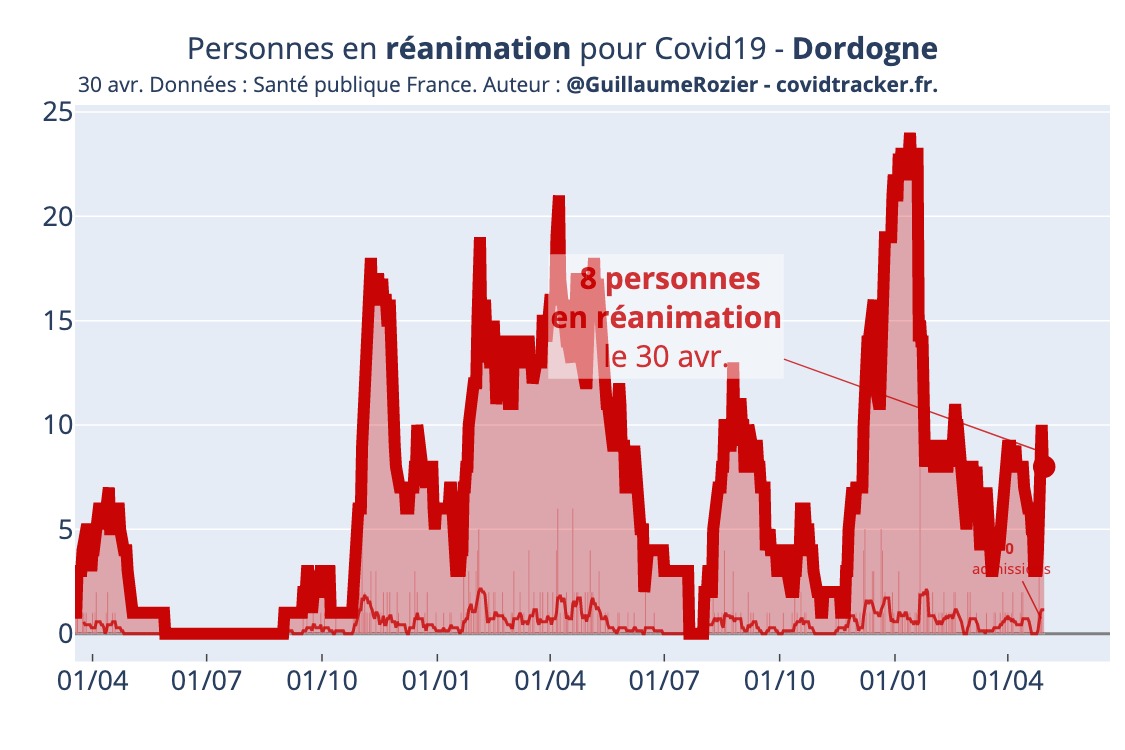 Personnes en réanimation pour Covid19 - Dordogne
30 avr. Données : Santé publique France. Auteur : @GuillaumeRozier - covidtracker.fr.
25
20
15
10
5
0
8 personnes
en réanimation
le 30 avr.
0
admissions
01/04
01/07
01/10
01/01
01/04
01/07
01/10
01/01
01/04